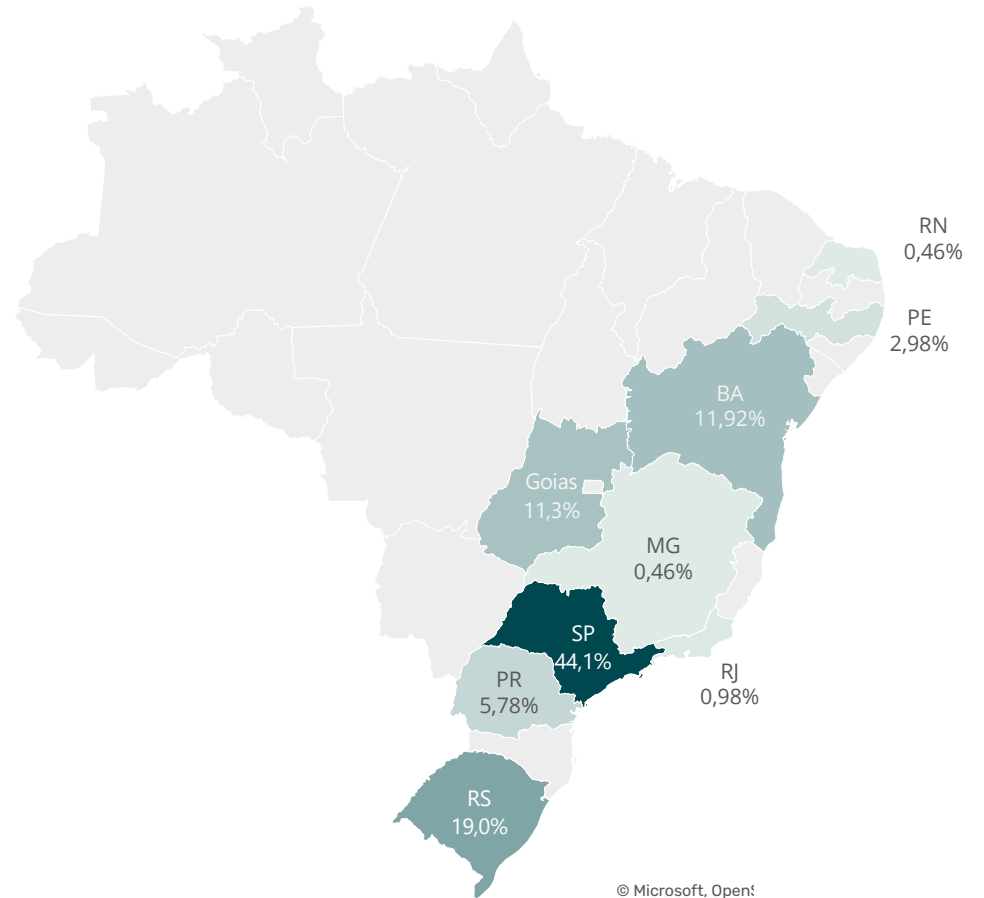 RN
0,46%
PE
2,98%
BA
11,92%
Goias
11,3%
MG
0,46%
SP
44,1%
RJ
0,98%
PR
5,78%
RS
19,0%
© Microsoft, OpenS